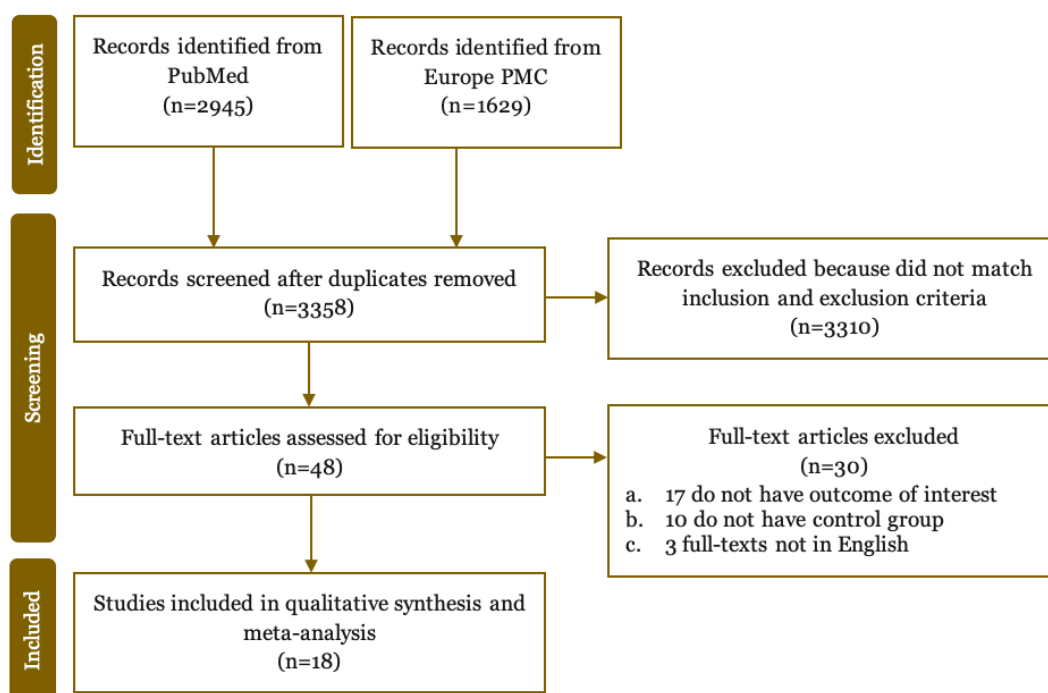 Identification
Records identified from
PubMed
(n=2945)
Records identified from
Europe PMC
(n=1629)
Screening
Records screened after duplicates removed
(n=3358)
Records excluded because did not match
inclusion and exclusion criteria
(n=3310)
Full-text articles assessed for eligibility
(n=48)
Full-text articles excluded
(n=30)
a. 17 do not have outcome of interest
b. 10 do not have control group
c. 3 full-texts not in English
Included
Studies included in qualitative synthesis and
meta-analysis
(n=18)